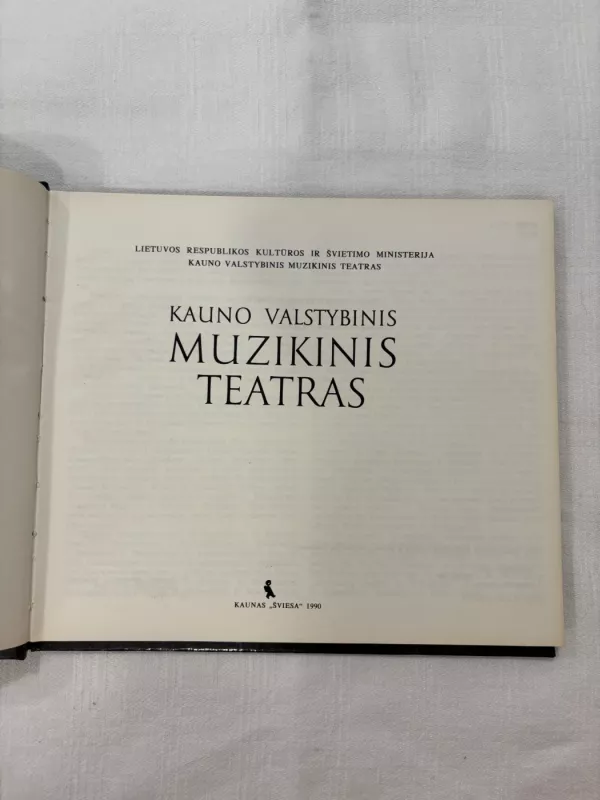 LIETUVOS RESPUBLIKOS KULTŪROS IR ŠVIETIMO MINISTERIJA
KAUNO VALSTYBINIS MUZIKINIS TEATRAS
KAUNO VALSTYBINIS
MUZIKINIS
TEATRAS
KAUNAS „ŠVIESA“ 1990